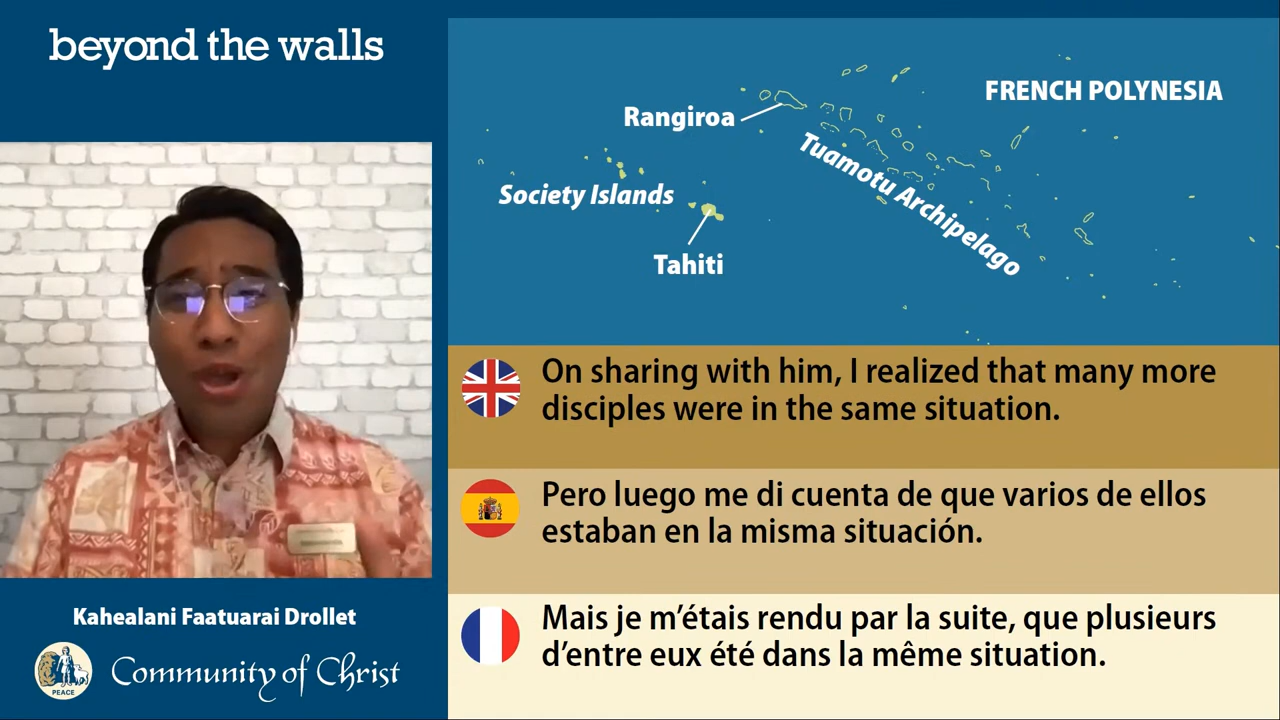 beyond the walls
FRENCH POLYNESIA
Rangiroa
Tuamotu Archipelago
Society Islands
Tahiti
On sharing with him, I realized that many more
disciples were in the same situation.
Pero luego me di cuenta de que varios de ellos
estaban en la misma situación.
Mais je m’étais rendu par la suite, que plusieurs
d’entre eux été dans la même situation.
Kahealani Faatuarai Drollet
PEACE
Community of Christ